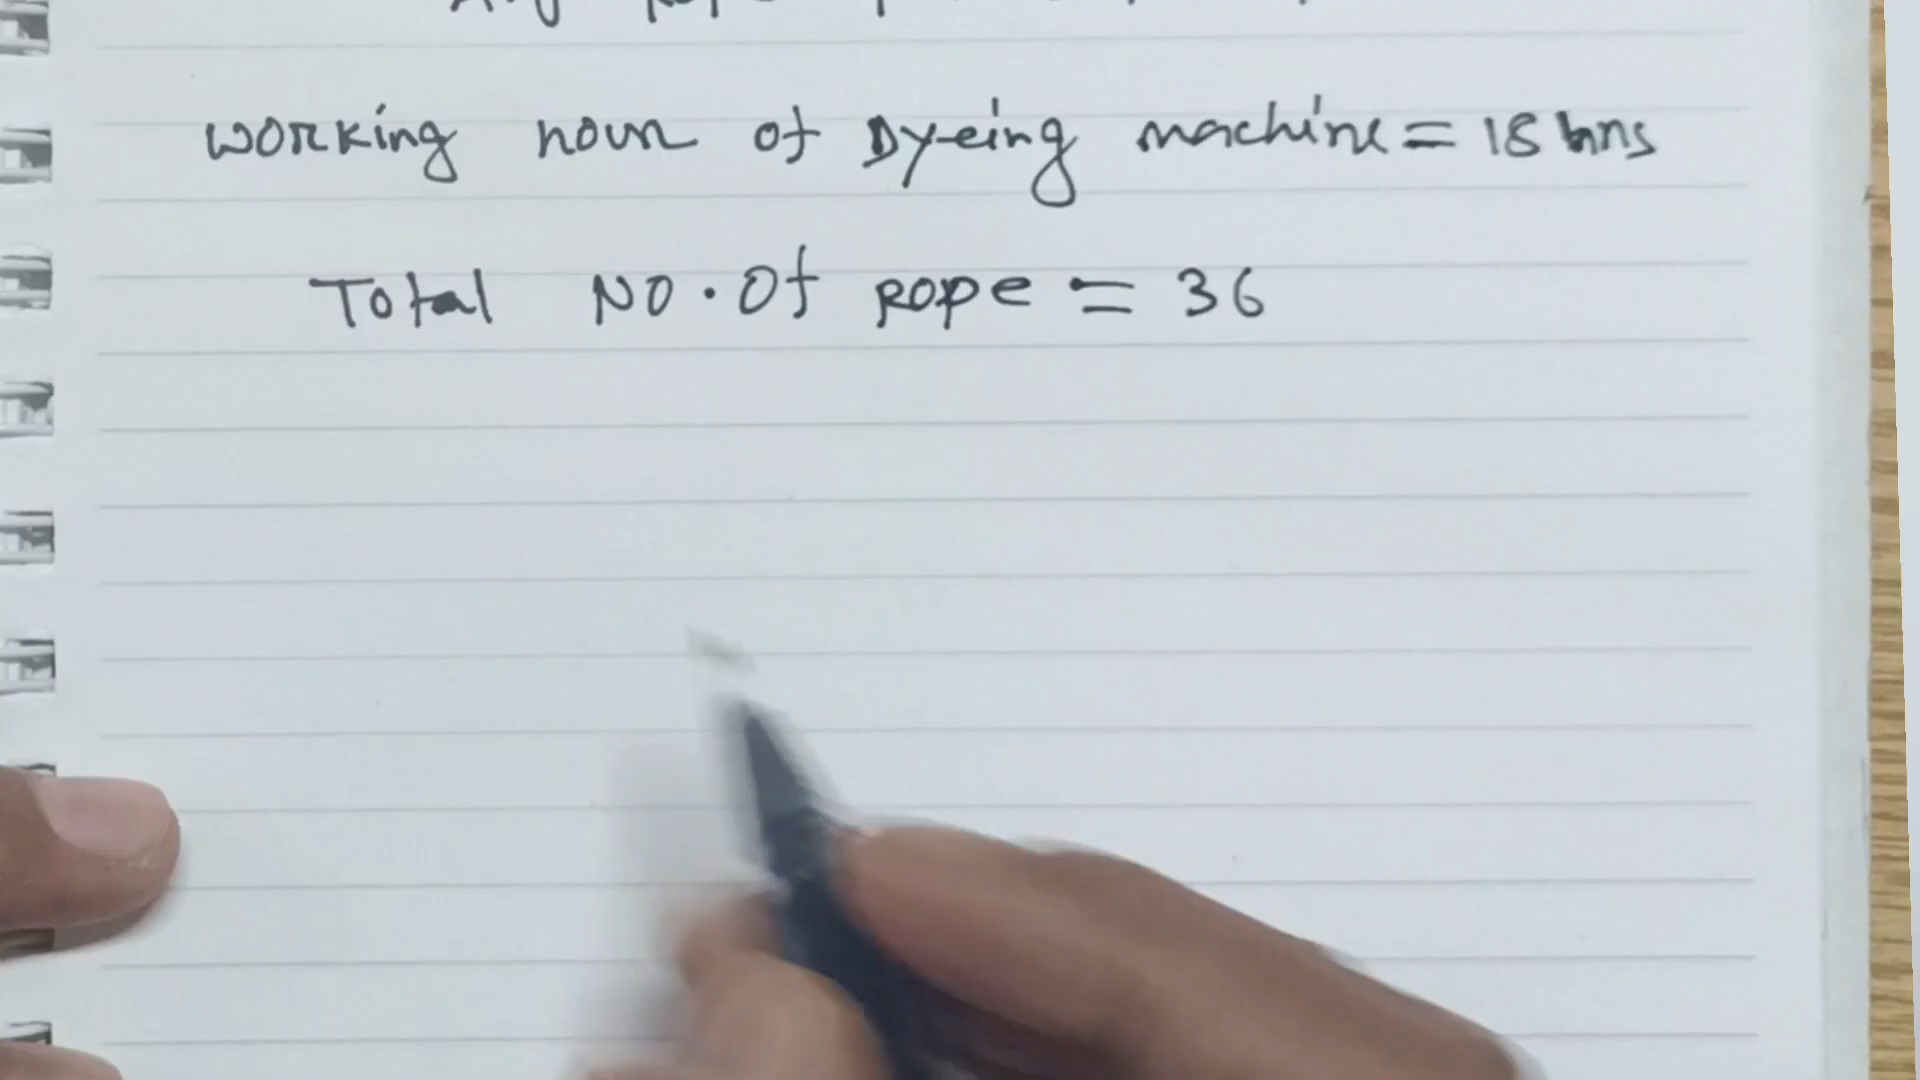 working hour of Dyeing machine = 18 hrs
Total No. Of Rope = 36